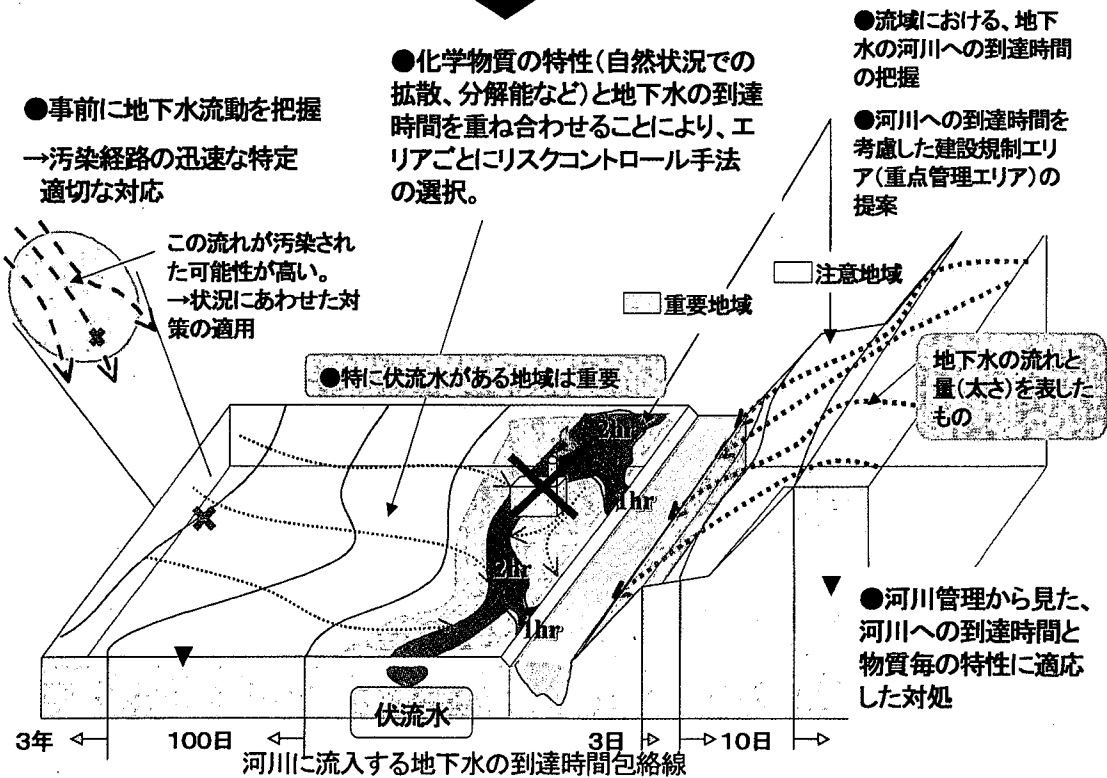 ●流域における、地下
水の河川への到達時間
の把握
●河川への到達時間を
考慮した建設規制エリ
ア(重点管理エリア)の
提案
●化学物質の特性(自然状況での
拡散、分解能など)と地下水の到達
時間を重ね合わせることにより、エ
リアごとにリスクコントロール手法
の選択。
●事前に地下水流動を把握
→汚染経路の迅速な特定
適切な対応
この流れが汚染され
た可能性が高い。
→状況にあわせた対
策の適用
注意地域
重要地域
●特に伏流水がある地域は重要
地下水の流れと
量(太さ)を表した
もの
2hr
1hr
2hr
1hr
●河川管理から見た、
河川への到達時間と
物質毎の特性に適応
した対処
伏流水
3年
100日
3日
10日
河川に流入する地下水の到達時間包絡線